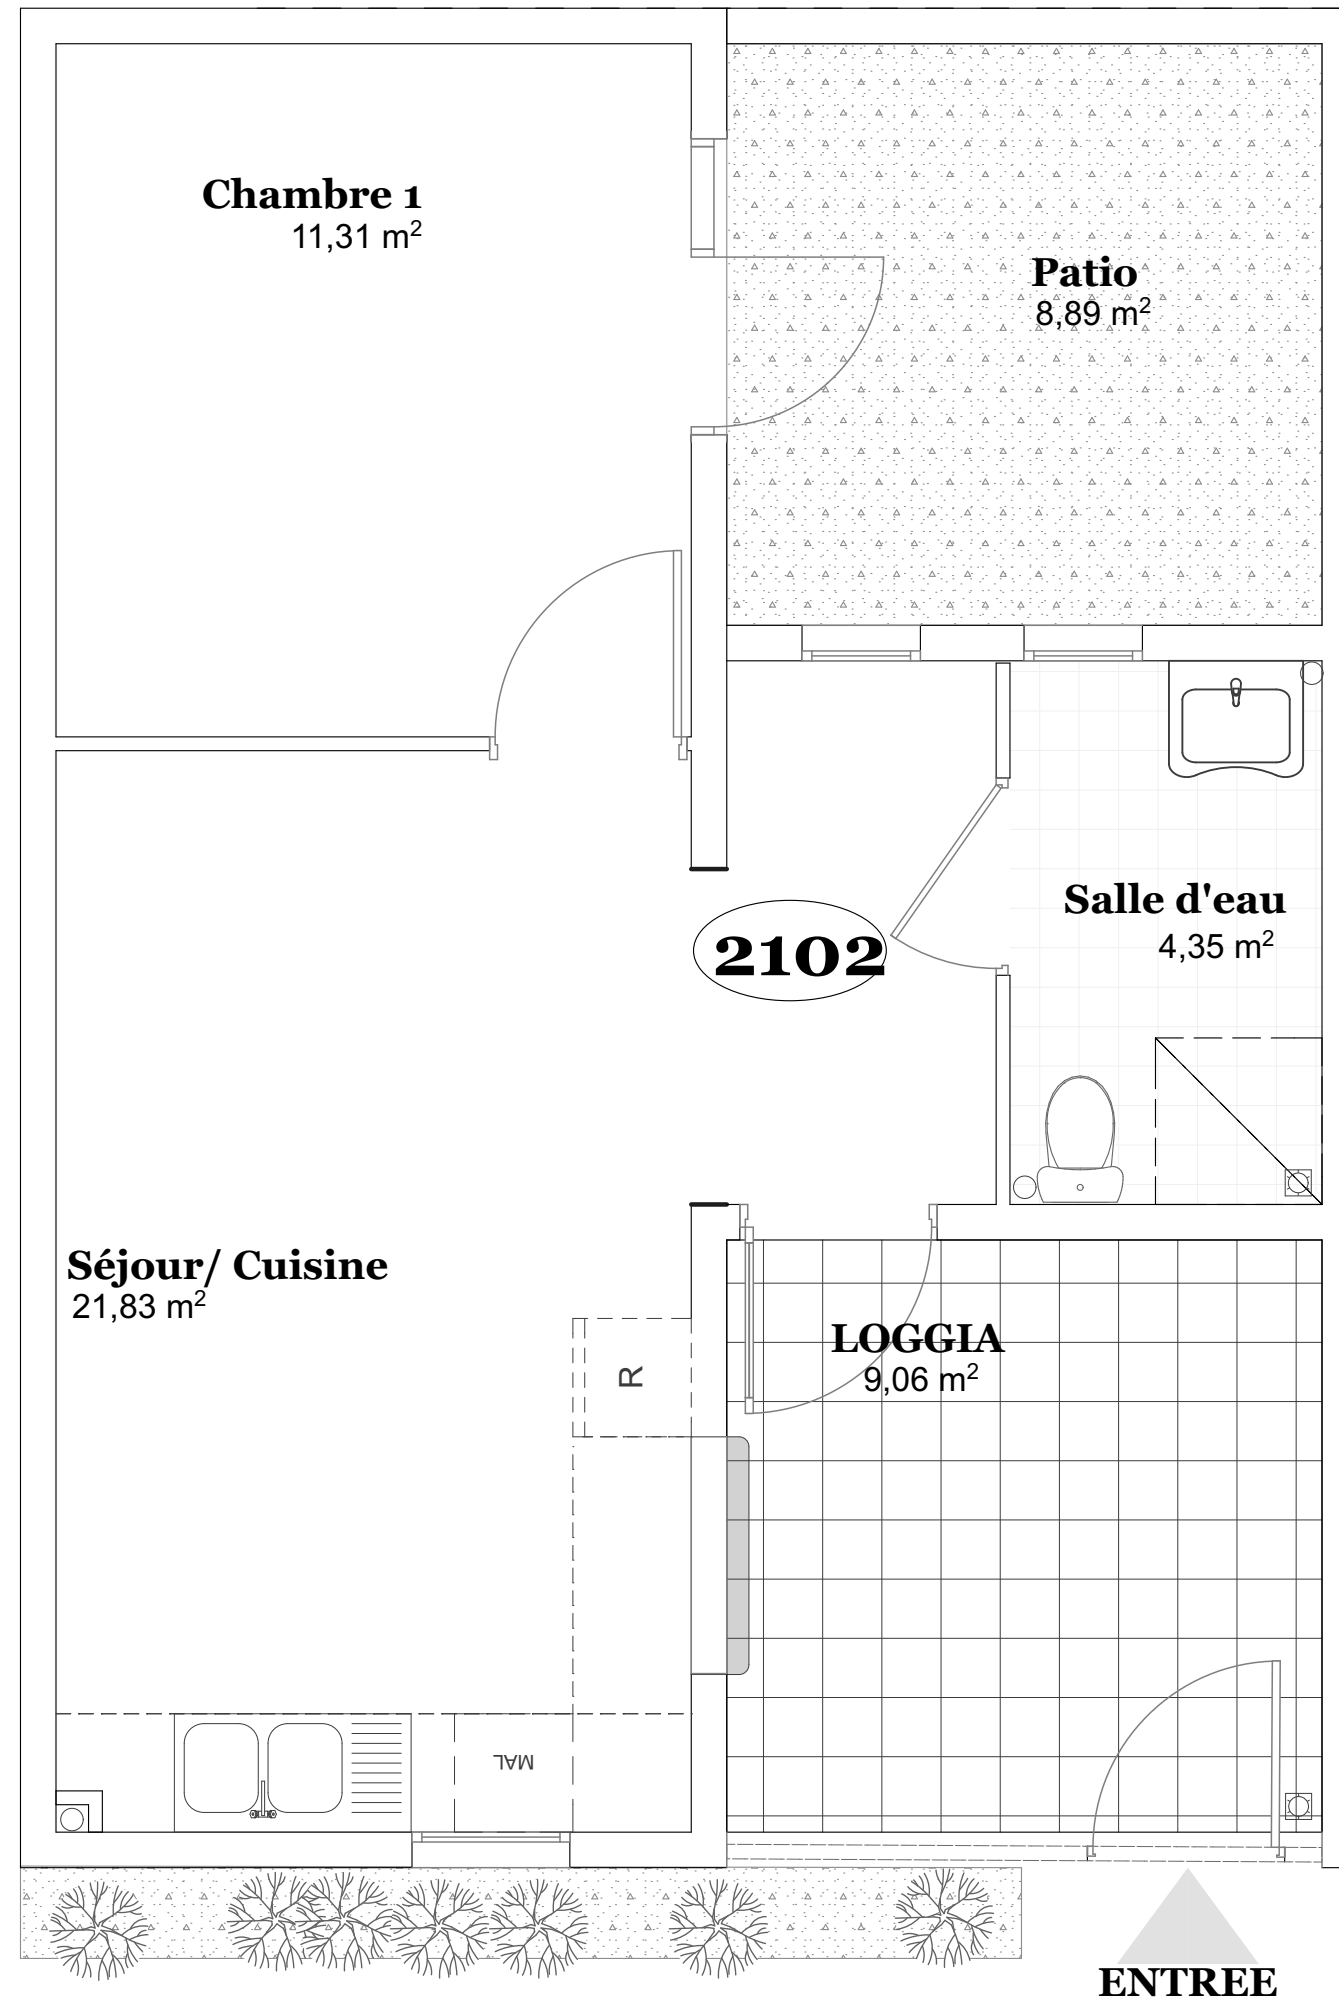 Chambre 1
11,31 m²
Patio
8,89 m²
Salle d'eau
4,35 m²
2102
Séjour/ Cuisine
21,83 m²
LOGGIA
9,06 m²
R
MAL
ENTREE